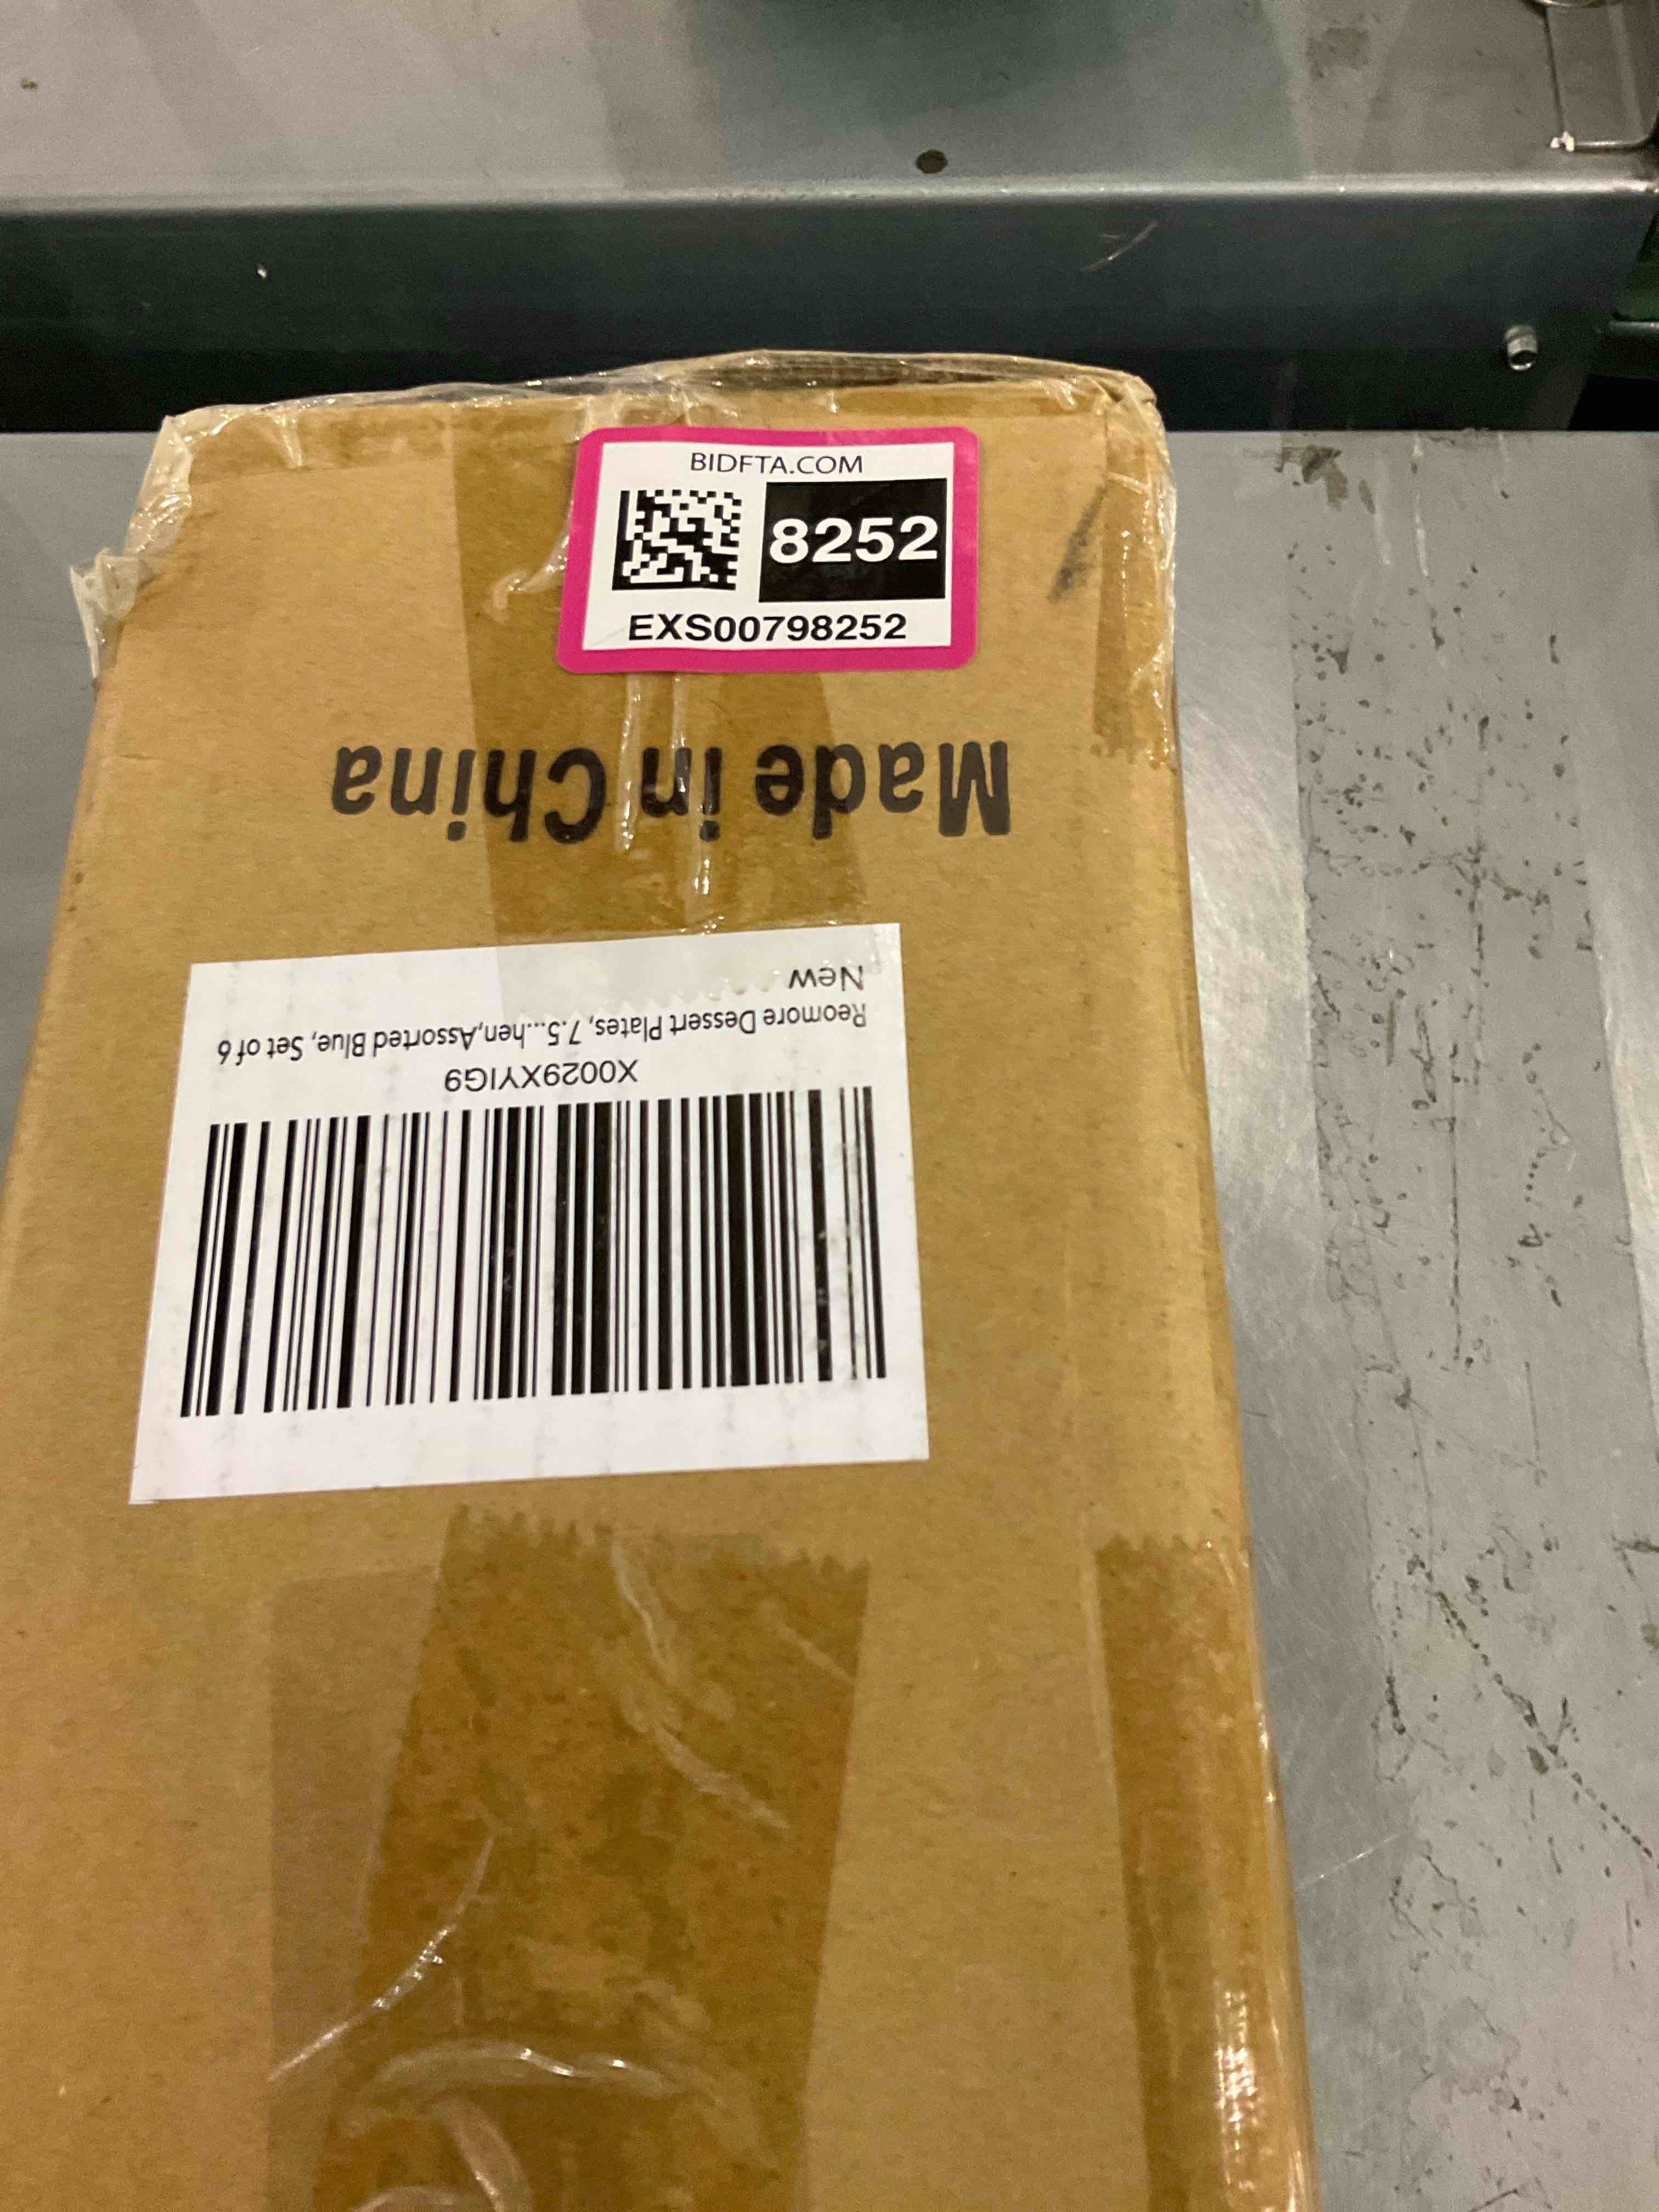 BIDFTA.COM
8252
EXS00798252
Made in China
New
Reomore Dessert Plates, 7.5...hen,Assorted Blue, Set of 6
X0029XYIG9